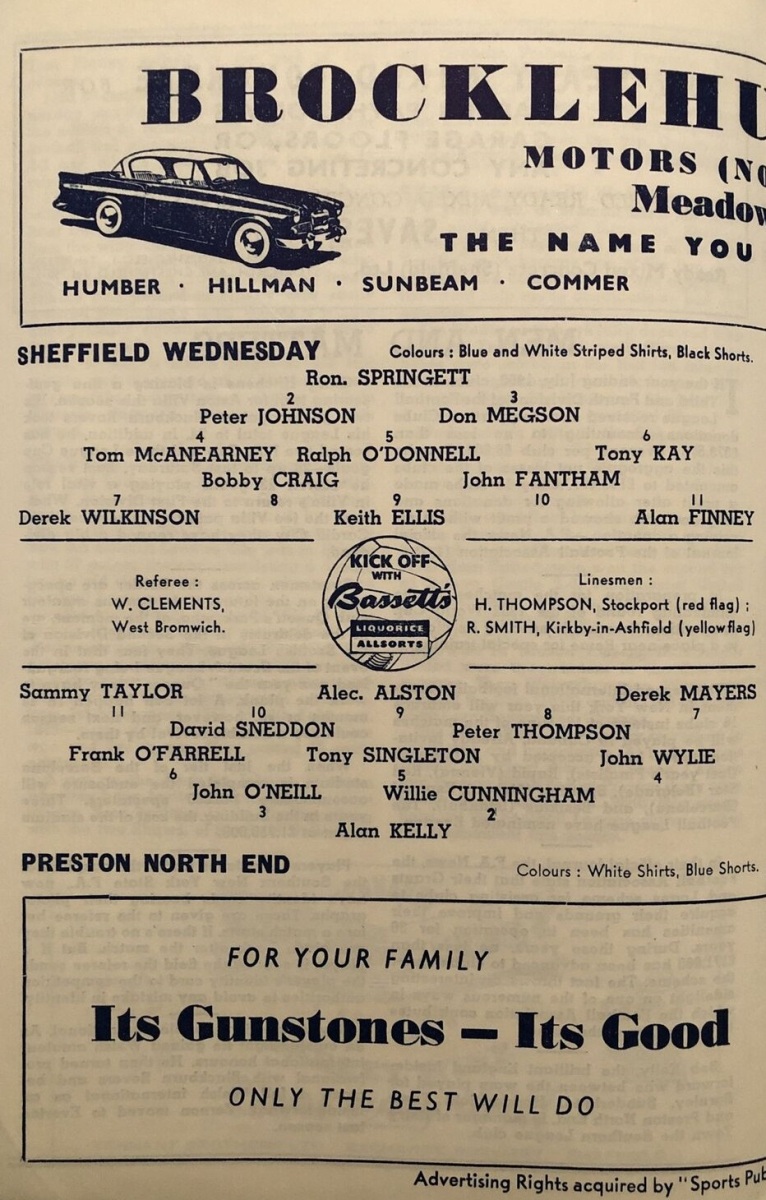 BROCKLEHU
MOTORS (NO
Meadow
THE NAME YOU
HUMBER · HILLMAN · SUNBEAM · COMMER
SHEFFIELD WEDNESDAY Colours : Blue and White Striped Shirts, Black Shorts.
Ron. SPRINGETT
2 3
Peter JOHNSON Don MEGSON
4 5 6
Tom McANEARNEY Ralph O'DONNELL Tony KAY
Bobby CRAIG John FANTHAM
7 8 9 10 11
Derek WILKINSON Keith ELLIS Alan FINNEY
Referee :
W. CLEMENTS,
West Bromwich.
KICK OFF
WITH
Bassett's
LIQUORICE
ALLSORTS
Linesmen :
H. THOMPSON, Stockport (red flag) ;
R. SMITH, Kirkby-in-Ashfield (yellow flag)
Sammy TAYLOR Alec. ALSTON Derek MAYERS
11 10 9 8 7
David SNEDDON Peter THOMPSON
Frank O'FARRELL Tony SINGLETON John WYLIE
6 5 4
John O'NEILL Willie CUNNINGHAM
3 2
Alan KELLY
PRESTON NORTH END Colours : White Shirts, Blue Shorts.
FOR YOUR FAMILY
Its Gunstones — Its Good
ONLY THE BEST WILL DO
Advertising Rights acquired by "Sports Pub